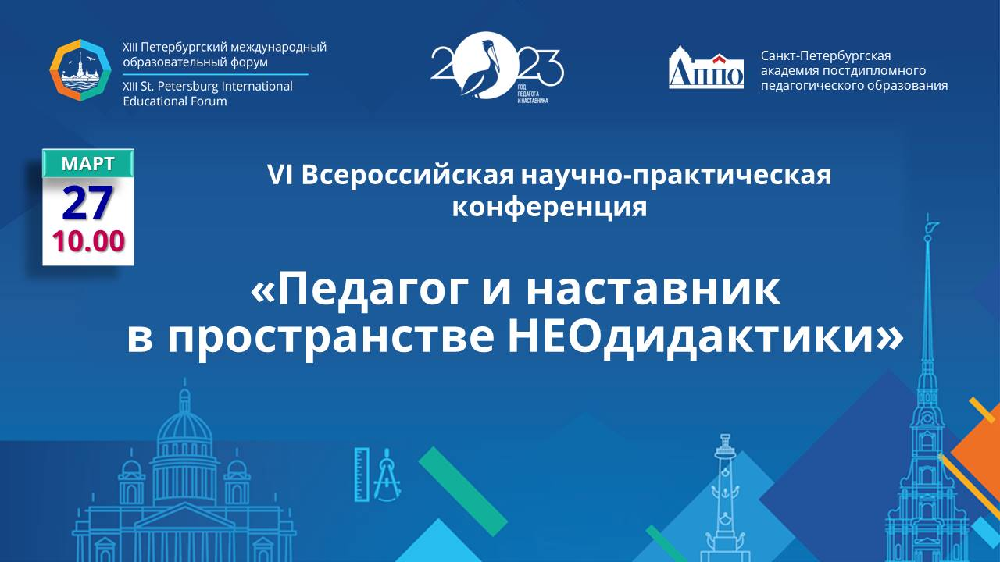 XIII Петербургский международный
образовательный форум
XIII St. Petersburg International
Educational Forum
2023
ГОД
ПЕДАГОГА
И НАСТАВНИКА
АППО
Санкт-Петербургская
академия постдипломного
педагогического образования
МАРТ
27
10.00
VI Всероссийская научно-практическая
конференция
«Педагог и наставник
в пространстве НЕОдидактики»